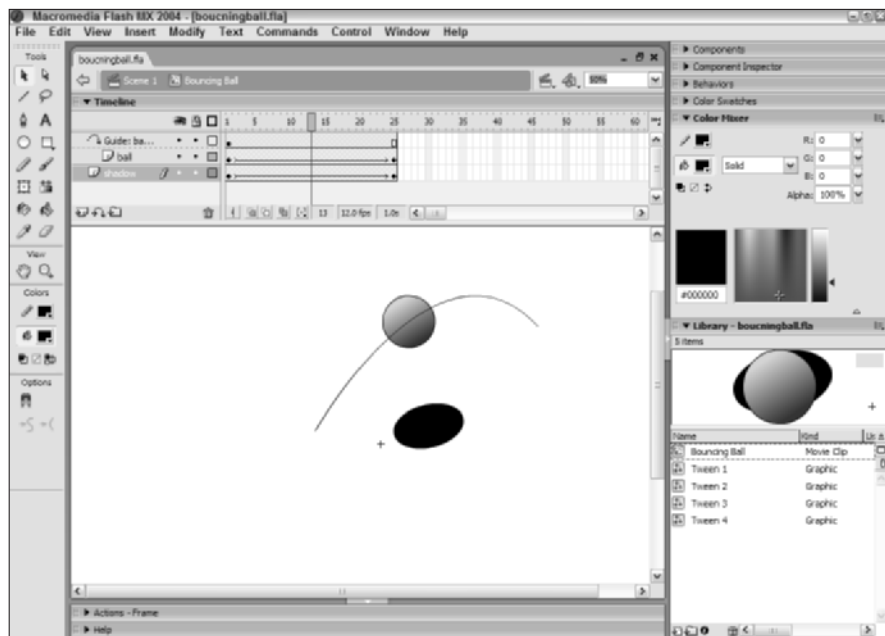 Macromedia Flash MX 2004 - [boucningball.fla]
File Edit View Insert Modify Text Commands Control Window Help
Tools
View
Colors
Options
boucningball.fla
Scene 1 Bouncing Ball 50%
Timeline
1 5 10 15 20 25 30 35 40 45 50 55 60
Guide: ba...
ball
shadow
13 12.0 fps 1.0s
Actions - Frame
Help
Components
Component Inspector
Behaviors
Color Swatches
Color Mixer
R: 0
Solid G: 0
B: 0
Alpha: 100%
#000000
Library - boucningball.fla
5 items
Name Kind
Bouncing Ball Movie Clip
Tween 1 Graphic
Tween 2 Graphic
Tween 3 Graphic
Tween 4 Graphic